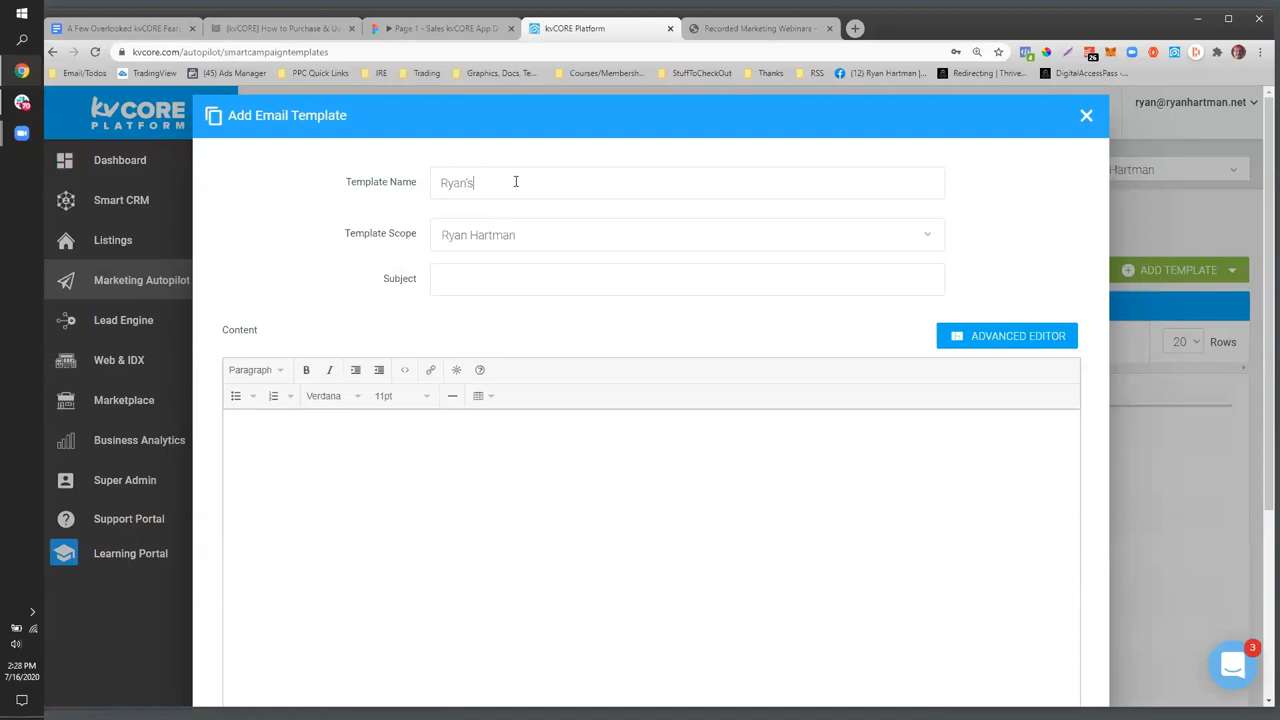 A Few Overlooked kvCORE Feat
[kvCORE] How to Purchase & U
Page 1 - Sales kvCORE App D
kvCORE Platform
Recorded Marketing Webinars -
kvcore.com/autopilot/smartcampaigntemplates
Email/Todos
TradingView
(45) Ads Manager
PPC Quick Links
IRE
Trading
Graphics, Docs, Te...
Courses/Membersh...
StuffToCheckOut
Thanks
RSS
(12) Ryan Hartman |...
Redirecting | Thrive...
DigitalAccessPass -...
26
70
kvCORE
PLATFORM
Add Email Template
ryan@ryanhartman.net
Dashboard
Smart CRM
Listings
Marketing Autopilot
Lead Engine
Web & IDX
Marketplace
Business Analytics
Super Admin
Support Portal
Learning Portal
Template Name
Ryan's
Template Scope
Ryan Hartman
Subject
Content
ADVANCED EDITOR
Paragraph
B
I
Verdana
11pt
Hartman
ADD TEMPLATE
20
Rows
3
2:28 PM
7/16/2020